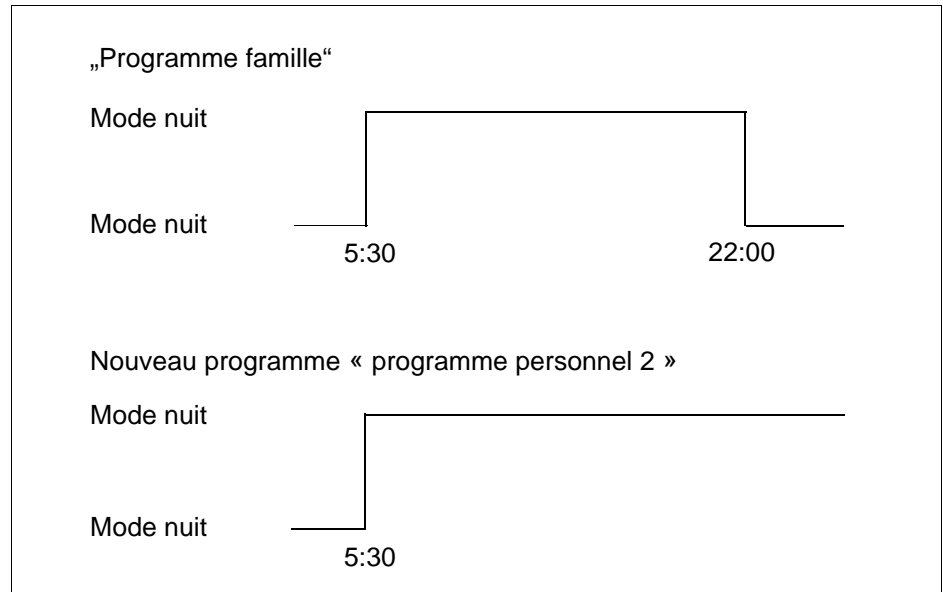 „Programme famille“
Mode nuit
Mode nuit
5:30 22:00
Nouveau programme « programme personnel 2 »
Mode nuit
Mode nuit
5:30